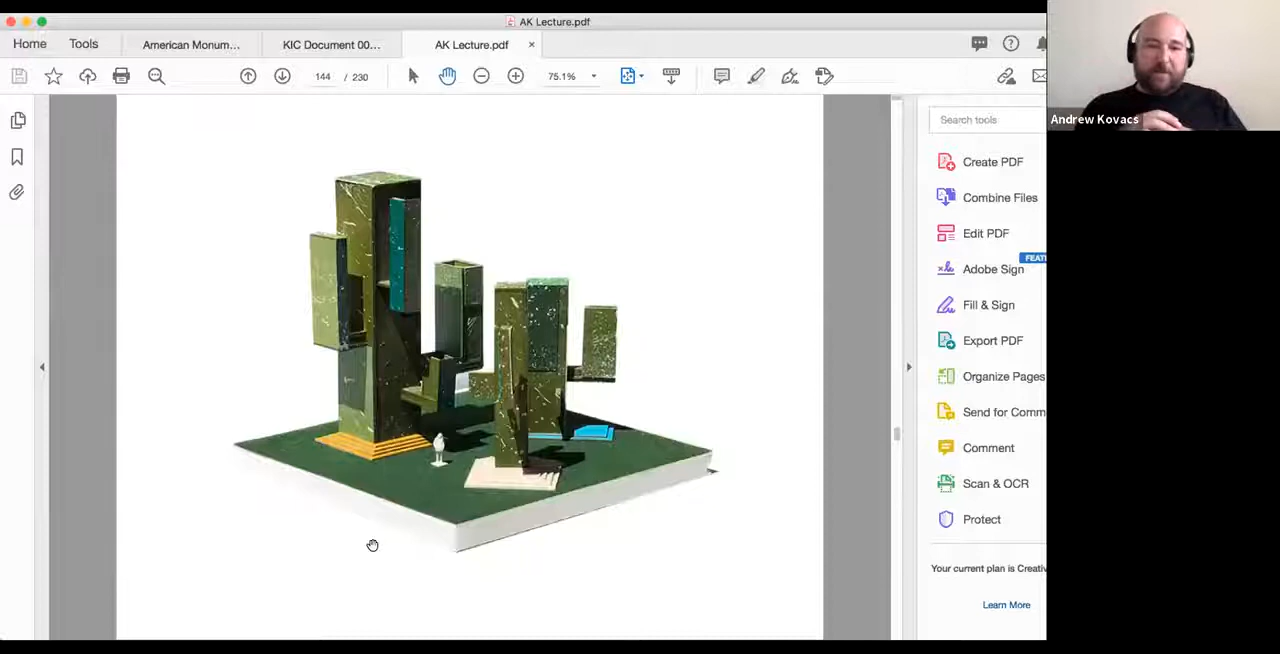 AK Lecture.pdf
Home
Tools
American Monum...
KIC Document 00...
AK Lecture.pdf
144 / 230
75.1%
Andrew Kovacs
Search tools
Create PDF
Combine Files
Edit PDF
FEAT
Adobe Sign
Fill & Sign
Export PDF
Organize Pages
Send for Comm
Comment
Scan & OCR
Protect
Your current plan is Creativ
Learn More